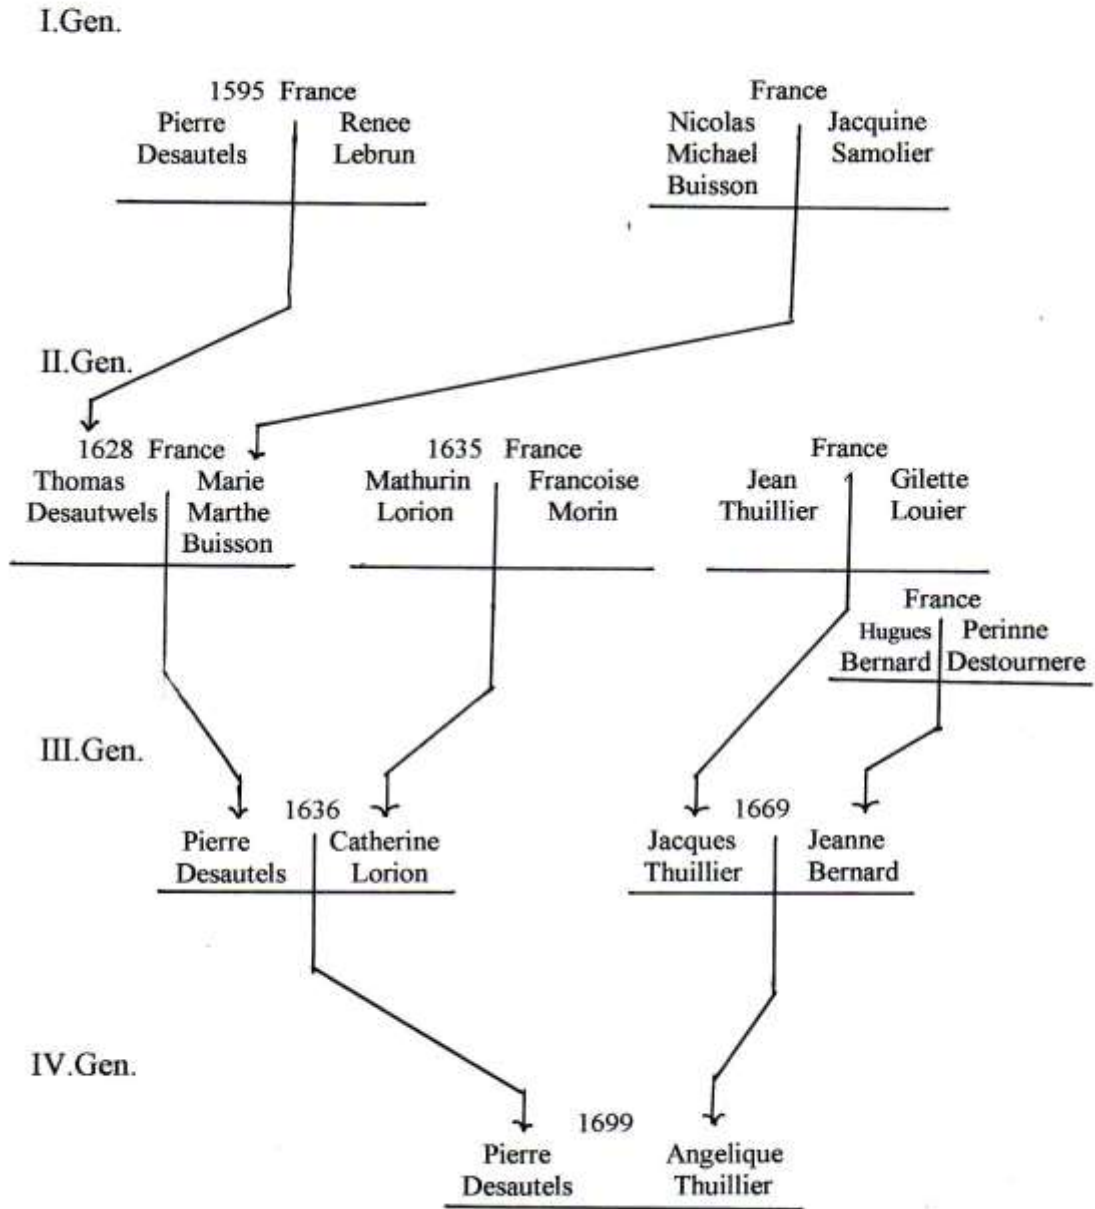 I.Gen.
1595 France
Pierre
Desautels
Renee
Lebrun
France
Nicolas
Michael
Buisson
Jacquine
Samolier
II.Gen.
1628 France
Thomas
Desautwels
Marie
Marthe
Buisson
1635 France
Mathurin
Lorion
Francoise
Morin
France
Jean
Thuillier
Gilette
Louier
France
Hugues
Bernard
Perinne
Destournere
III.Gen.
1636
Pierre
Desautels
Catherine
Lorion
1669
Jacques
Thuillier
Jeanne
Bernard
IV.Gen.
1699
Pierre
Desautels
Angelique
Thuillier